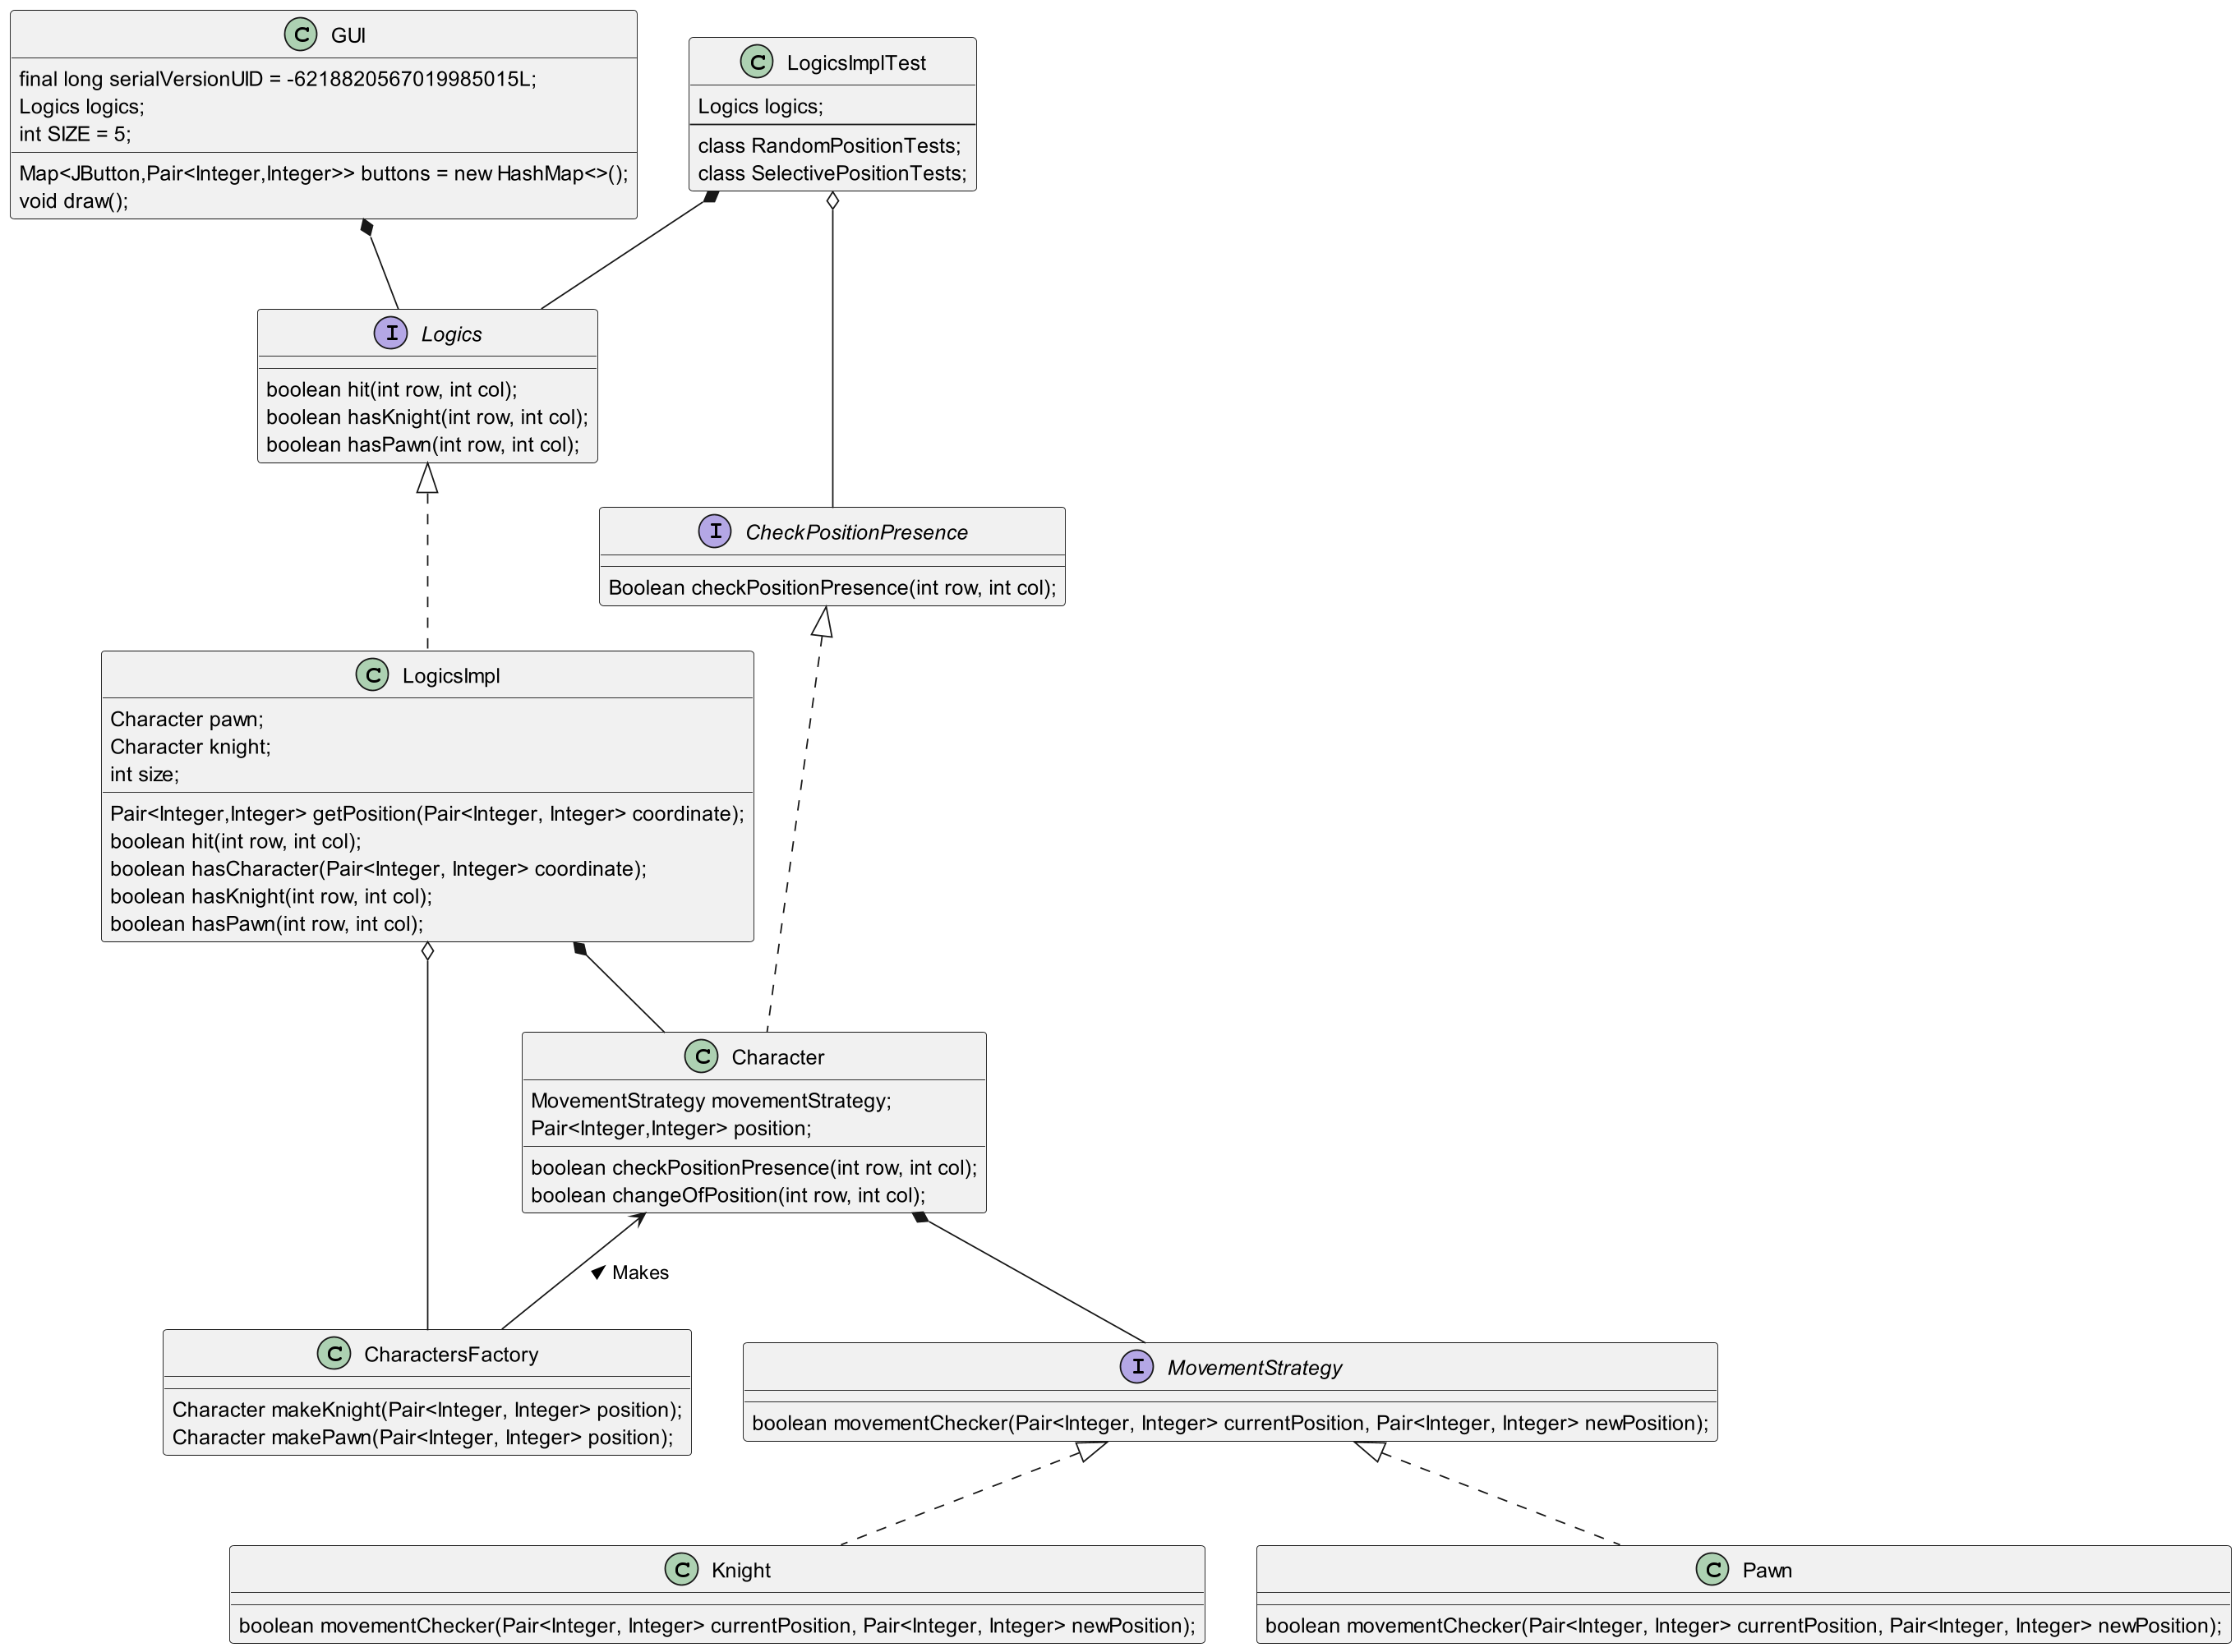 C GUI
final long serialVersionUID = -6218820567019985015L;
Logics logics;
int SIZE = 5;
Map<JButton,Pair<Integer,Integer>> buttons = new HashMap<>();
void draw();
C LogicsImplTest
Logics logics;
class RandomPositionTests;
class SelectivePositionTests;
I Logics
boolean hit(int row, int col);
boolean hasKnight(int row, int col);
boolean hasPawn(int row, int col);
I CheckPositionPresence
Boolean checkPositionPresence(int row, int col);
C LogicsImpl
Character pawn;
Character knight;
int size;
Pair<Integer,Integer> getPosition(Pair<Integer, Integer> coordinate);
boolean hit(int row, int col);
boolean hasCharacter(Pair<Integer, Integer> coordinate);
boolean hasKnight(int row, int col);
boolean hasPawn(int row, int col);
C Character
MovementStrategy movementStrategy;
Pair<Integer,Integer> position;
boolean checkPositionPresence(int row, int col);
boolean changeOfPosition(int row, int col);
Makes
C CharactersFactory
Character makeKnight(Pair<Integer, Integer> position);
Character makePawn(Pair<Integer, Integer> position);
I MovementStrategy
boolean movementChecker(Pair<Integer, Integer> currentPosition, Pair<Integer, Integer> newPosition);
C Knight
boolean movementChecker(Pair<Integer, Integer> currentPosition, Pair<Integer, Integer> newPosition);
C Pawn
boolean movementChecker(Pair<Integer, Integer> currentPosition, Pair<Integer, Integer> newPosition);